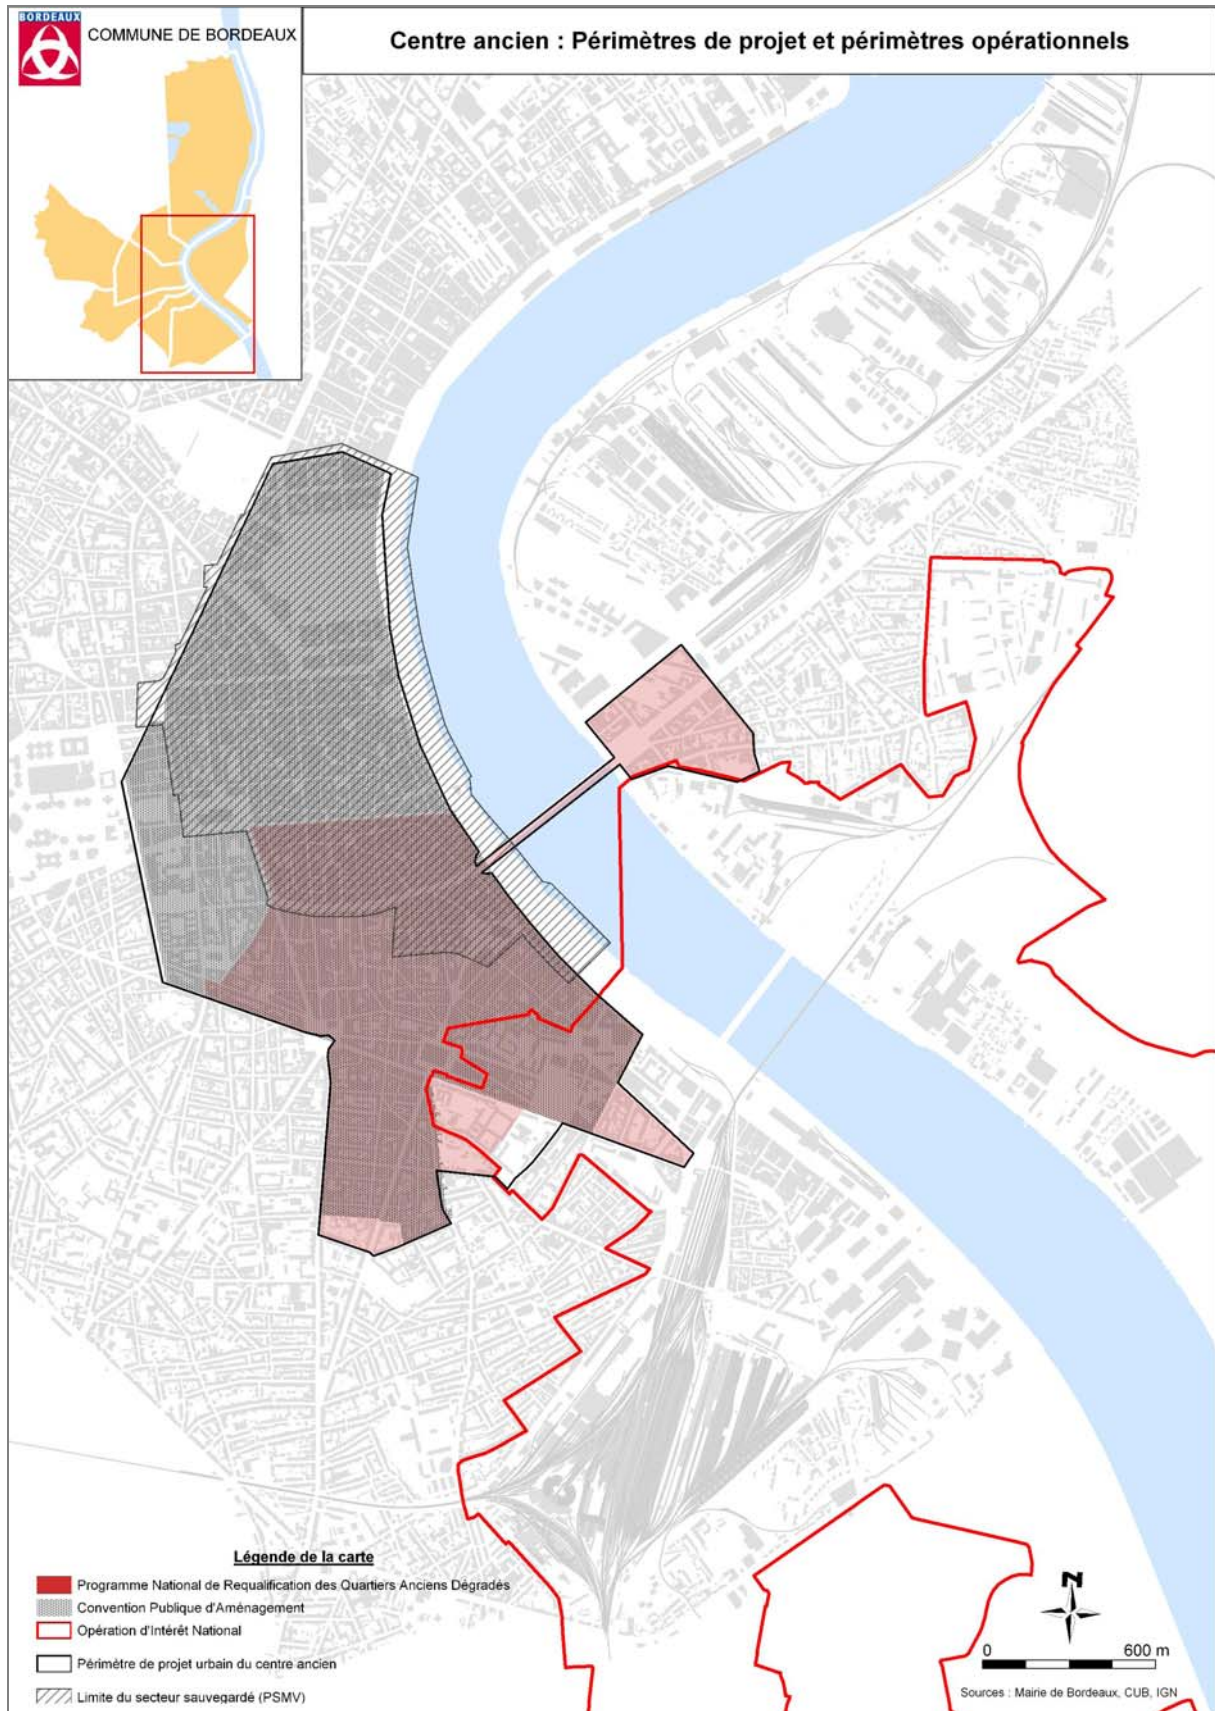 BORDEAUX
COMMUNE DE BORDEAUX
Centre ancien : Périmètres de projet et périmètres opérationnels
Légende de la carte
Programme National de Requalification des Quartiers Anciens Dégradés
Convention Publique d'Aménagement
Opération d'Intérêt National
Périmètre de projet urbain du centre ancien
Limite du secteur sauvegardé (PSMV)
N
0 600 m
Sources : Mairie de Bordeaux, CUB, IGN